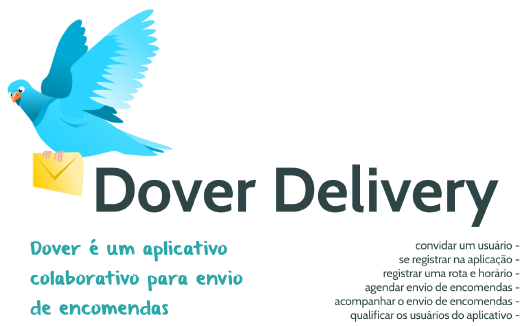 Dover Delivery
Dover é um aplicativo
colaborativo para envio
de encomendas
convidar um usuário -
se registrar na aplicação -
registrar uma rota e horário -
agendar envio de encomendas -
acompanhar o envio de encomendas -
qualificar os usuários do aplicativo -